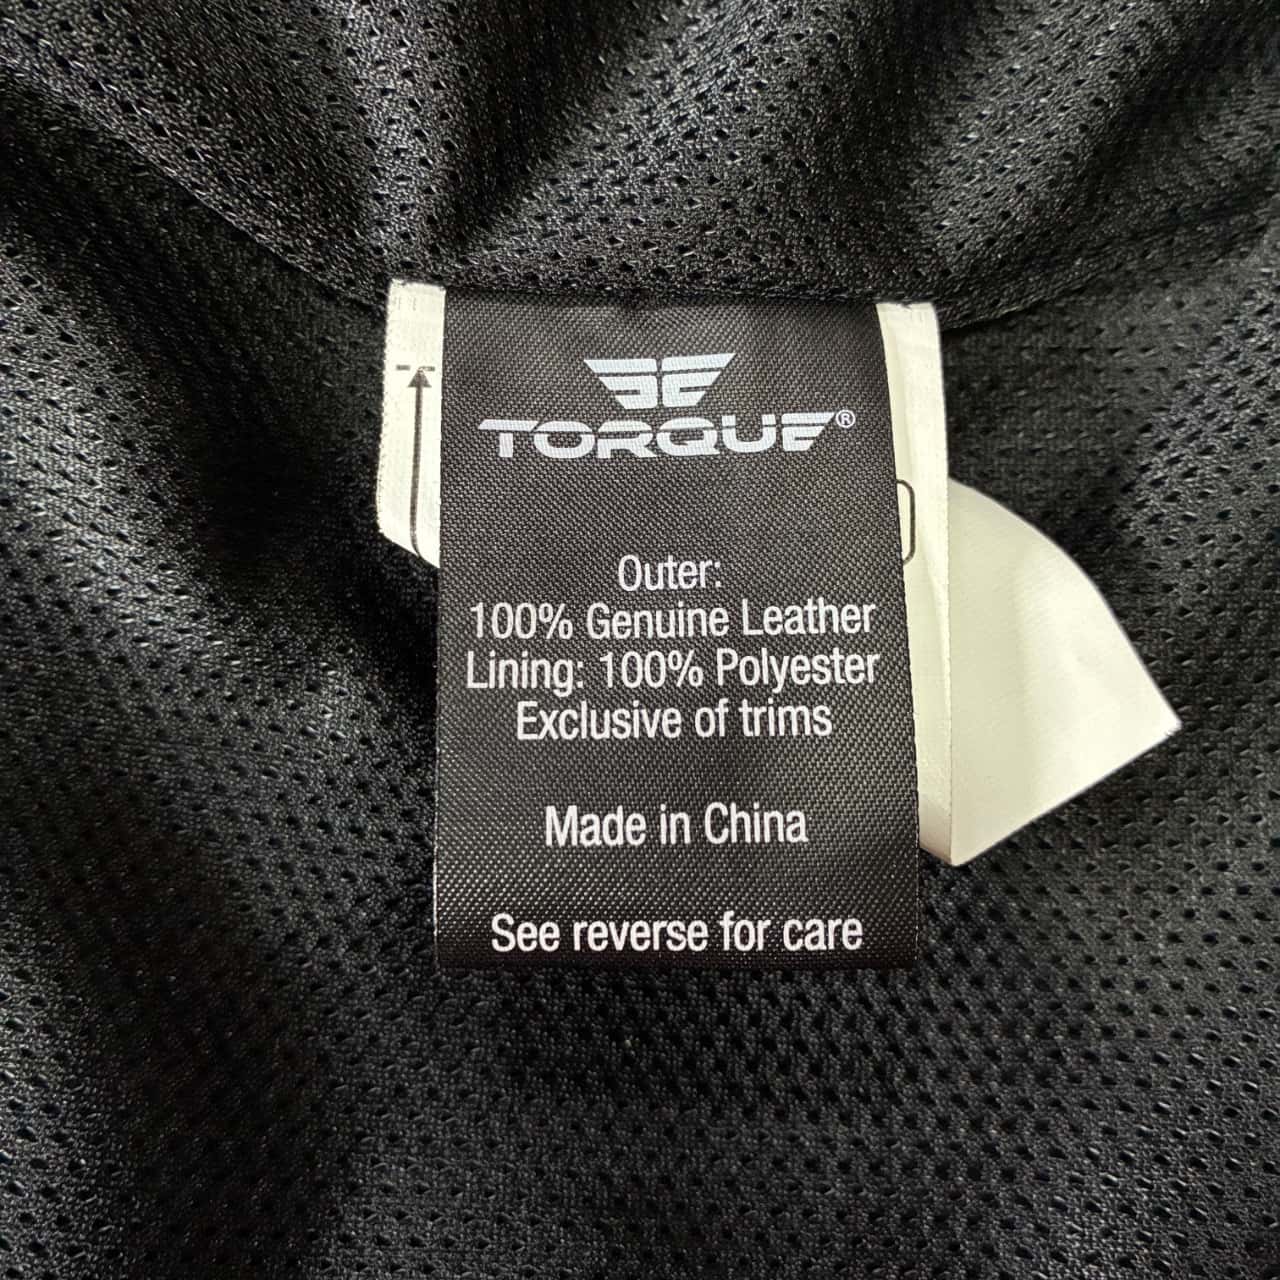 TORQUE®
Outer:
100% Genuine Leather
Lining: 100% Polyester
Exclusive of trims
Made in China
See reverse for care